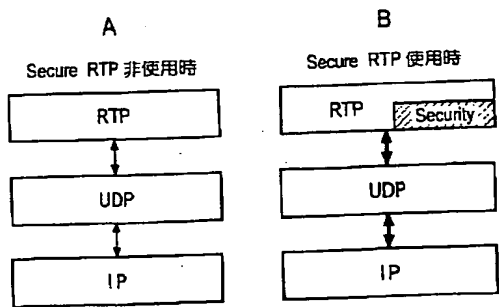 A
Secure RTP 非使用時
RTP
UDP
IP
B
Secure RTP 使用時
RTP
Security
UDP
IP